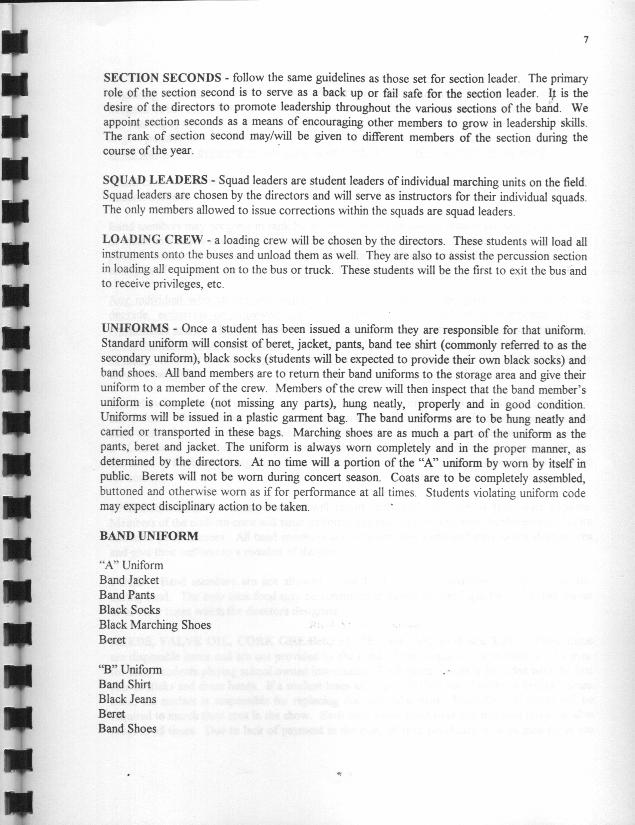 7
SECTION SECONDS - follow the same guidelines as those set for section leader. The primary
role of the section second is to serve as a back up or fail safe for the section leader. It is the
desire of the directors to promote leadership throughout the various sections of the band. We
appoint section seconds as a means of encouraging other members to grow in leadership skills.
The rank of section second may/will be given to different members of the section during the
course of the year.
SQUAD LEADERS - Squad leaders are student leaders of individual marching units on the field.
Squad leaders are chosen by the directors and will serve as instructors for their individual squads.
The only members allowed to issue corrections within the squads are squad leaders.
LOADING CREW - a loading crew will be chosen by the directors. These students will load all
instruments onto the buses and unload them as well. They are also to assist the percussion section
in loading all equipment on to the bus or truck. These students will be the first to exit the bus and
to receive privileges, etc.
UNIFORMS - Once a student has been issued a uniform they are responsible for that uniform.
Standard uniform will consist of beret, jacket, pants, band tee shirt (commonly referred to as the
secondary uniform), black socks (students will be expected to provide their own black socks) and
band shoes. All band members are to return their band uniforms to the storage area and give their
uniform to a member of the crew. Members of the crew will then inspect that the band member's
uniform is complete (not missing any parts), hung neatly, properly and in good condition.
Uniforms will be issued in a plastic garment bag. The band uniforms are to be hung neatly and
carried or transported in these bags. Marching shoes are as much a part of the uniform as the
pants, beret and jacket. The uniform is always worn completely and in the proper manner, as
determined by the directors. At no time will a portion of the "A" uniform by worn by itself in
public. Berets will not be worn during concert season. Coats are to be completely assembled,
buttoned and otherwise worn as if for performance at all times. Students violating uniform code
may expect disciplinary action to be taken.
BAND UNIFORM
"A" Uniform
Band Jacket
Band Pants
Black Socks
Black Marching Shoes
Beret
"B" Uniform
Band Shirt
Black Jeans
Beret
Band Shoes